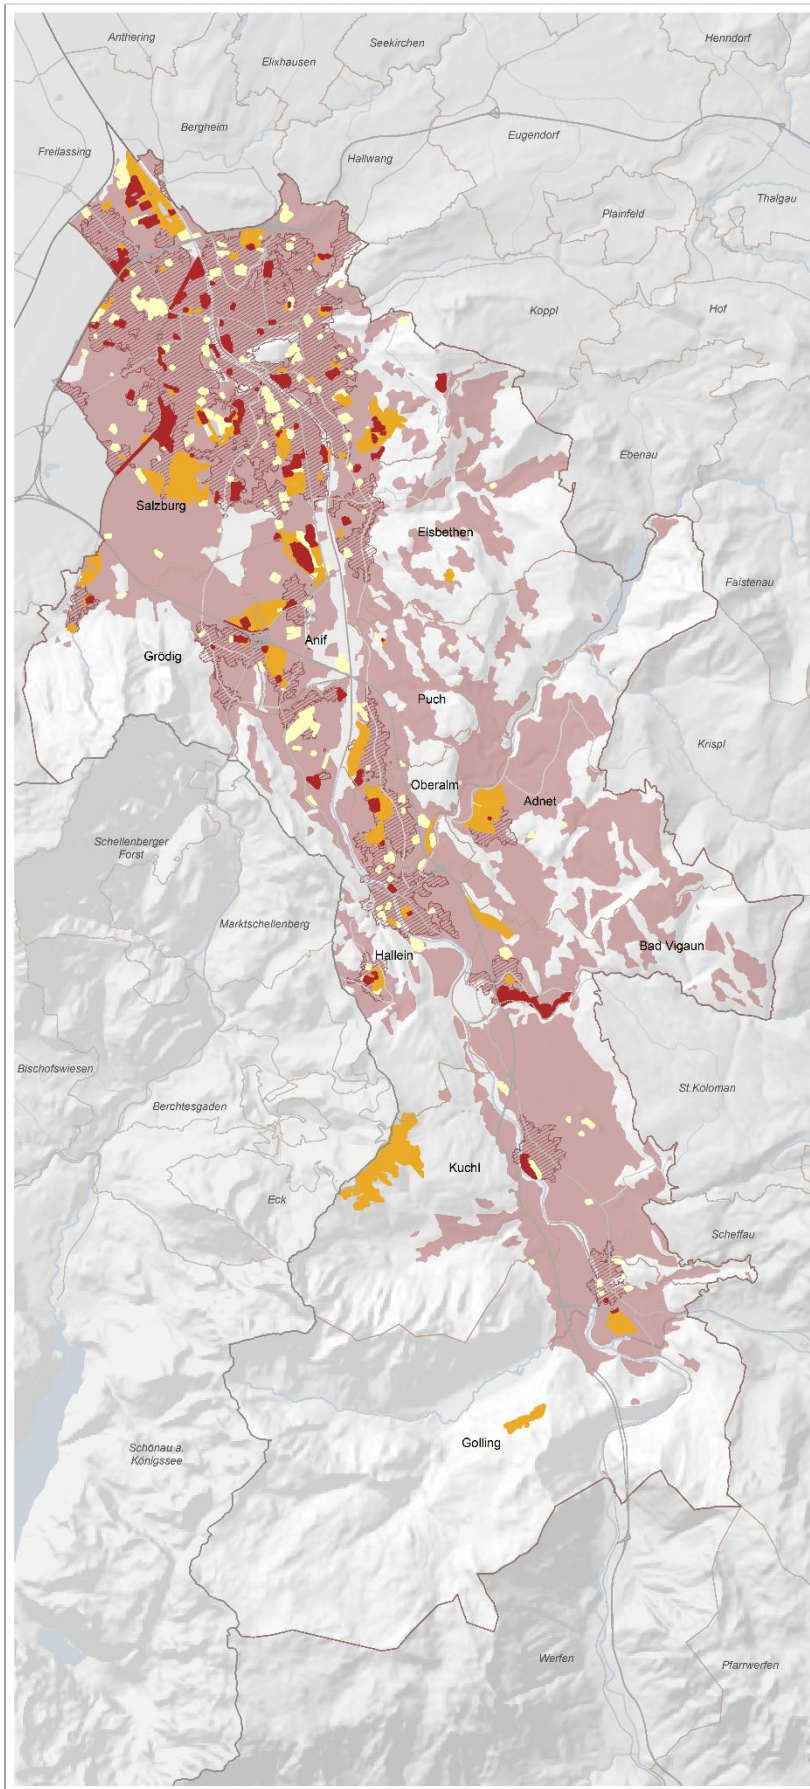 Anthering
Seekirchen
Henndorf
Elixhausen
Bergheim
Eugendorf
Freilassing
Hallwang
Thalgau
Plainfeld
Koppl
Hof
Ebenau
Salzburg
Elsbethen
Faistenau
Anif
Grödig
Puch
Krispl
Oberalm
Adnet
Schellenberger
Forst
Marktschellenberg
Bad Vigaun
Hallein
Bischofswiesen
St.Koloman
Berchtesgaden
Kuchl
Eck
Scheffau
Golling
Schönau a.
Königssee
Werfen
Pfarrwerfen